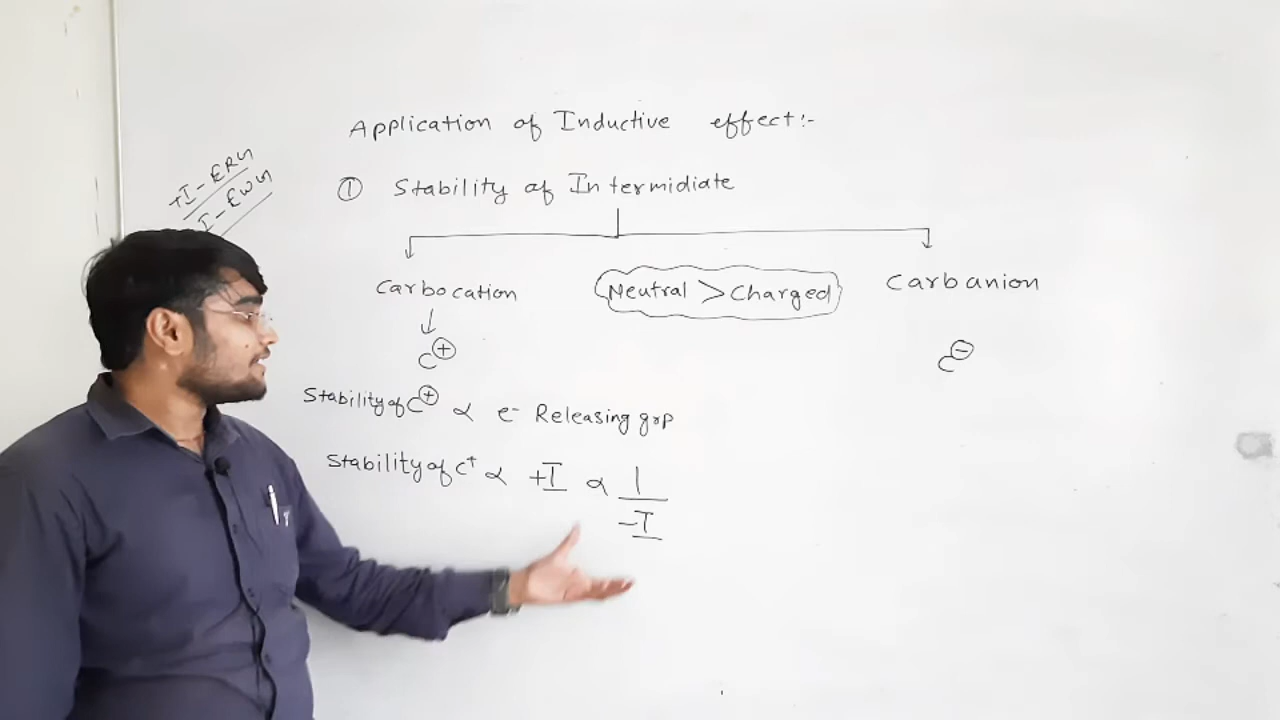 Application of Inductive effect:-
+I - ERG
I - EWG
① Stability of Intermidiate
Carbocation
Neutral > Charged
Carbanion
C⊕
C⊖
Stability of C⊕ ∝ e- Releasing grp
Stability of C+ ∝ +I ∝ 1/-I